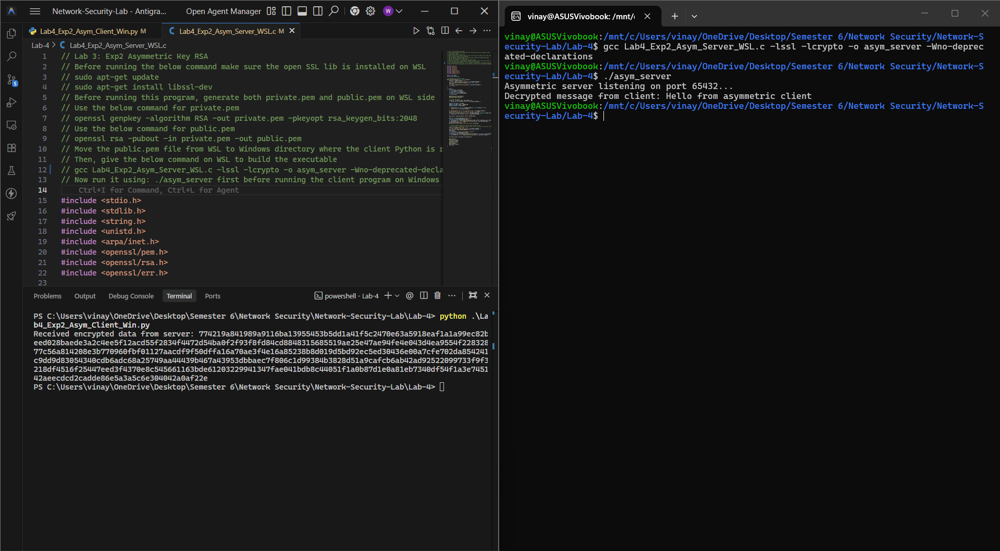 Network-Security-Lab - Antigra...
Open Agent Manager
W
Lab4_Exp2_Asym_Client_Win.py M
Lab4_Exp2_Asym_Server_WSL.c M
Lab-4 > C Lab4_Exp2_Asym_Server_WSL.c
1 // Lab 3: Exp2 Asymmetric Key RSA
2 // Before running the below command make sure the open SSL lib is installed on WSL
3 // sudo apt-get update
4 // sudo apt-get install libssl-dev
5 // Before running this program, generate both private.pem and public.pem on WSL side
6 // Use the below command for private.pem
7 // openssl genpkey -algorithm RSA -out private.pem -pkeyopt rsa_keygen_bits:2048
8 // Use the below command for public.pem
9 // openssl rsa -pubout -in private.pem -out public.pem
10 // Move the public.pem file from WSL to Windows directory where the client Python is r
11 // Then, give the below command on WSL to build the executable
12 // gcc Lab4_Exp2_Asym_Server_WSL.c -lssl -lcrypto -o asym_server -Wno-deprecated-decla
13 // Now run it using: ./asym_server first before running the client program on Windows
14 Ctrl+I for Command, Ctrl+L for Agent
15 #include <stdio.h>
16 #include <stdlib.h>
17 #include <string.h>
18 #include <unistd.h>
19 #include <arpa/inet.h>
20 #include <openssl/pem.h>
21 #include <openssl/rsa.h>
22 #include <openssl/err.h>
23
5
Problems Output Debug Console Terminal Ports
powershell - Lab-4
PS C:\Users\vinay\OneDrive\Desktop\Semester 6\Network Security\Network-Security-Lab\Lab-4> python .\La
b4_Exp2_Asym_Client_Win.py
Received encrypted data from server: 774219a841989a9116ba13955453b5dd1a41f5c2470e63a5918eaf1a1a99ec82b
eed028baede3a2c4ee5f12acd55f2834f4472d54ba0f2f93f8fd84cd8848315685519ae25e47ae94fe4e043d4ea9554f228328
77c56a814208e3b770960fbf01127aacdf9f50dffa16a70ae3f4e16a85238b8d019d5bd92ec5ed30436e00a7cfe702da854241
c9dd9d83054340cdb6adc68a25749aa44439b467a43953dbbaec7f806c1d99384b3828d51a9cafcb6ab42ad92522099733f9f3
218df4516f25447eed3f4370e8c545661163bde61203229941347fae041bdb8c44051f1a0b87d1e0a81eb7340df54f1a3e7451
42aeecdcd2cadde86e5a3a5c6e304042a0af22e
PS C:\Users\vinay\OneDrive\Desktop\Semester 6\Network Security\Network-Security-Lab\Lab-4>
vinay@ASUSVivobook: /mnt/c
vinay@ASUSVivobook:/mnt/c/Users/vinay/OneDrive/Desktop/Semester 6/Network Security/Network-S
ecurity-Lab/Lab-4$ gcc Lab4_Exp2_Asym_Server_WSL.c -lssl -lcrypto -o asym_server -Wno-deprec
ated-declarations
vinay@ASUSVivobook:/mnt/c/Users/vinay/OneDrive/Desktop/Semester 6/Network Security/Network-S
ecurity-Lab/Lab-4$ ./asym_server
Asymmetric server listening on port 65432...
Decrypted message from client: Hello from asymmetric client
vinay@ASUSVivobook:/mnt/c/Users/vinay/OneDrive/Desktop/Semester 6/Network Security/Network-S
ecurity-Lab/Lab-4$